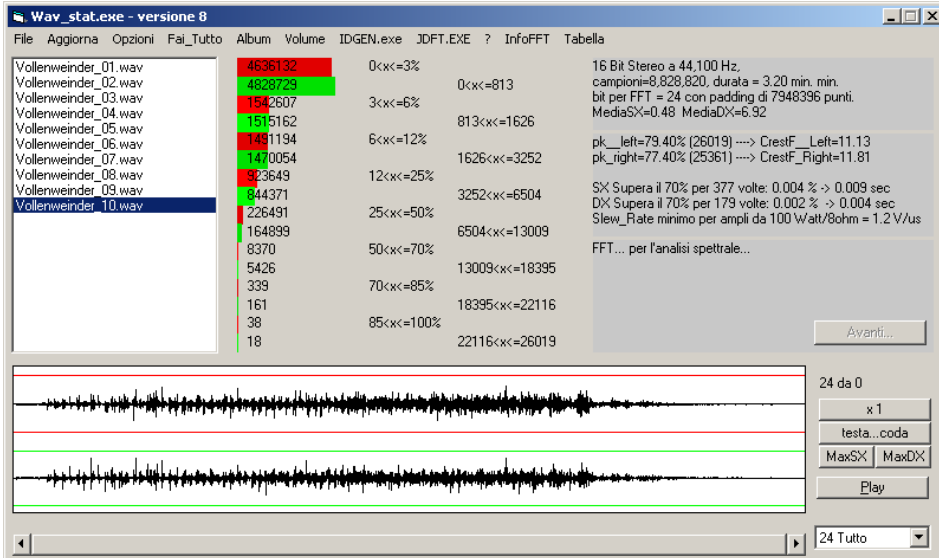 Wav_stat.exe - versione 8
File Aggiorna Opzioni Fai_Tutto Album Volume IDGEN.exe JDFT.EXE ? InfoFFT Tabella
Vollenweinder_01.wav
Vollenweinder_02.wav
Vollenweinder_03.wav
Vollenweinder_04.wav
Vollenweinder_05.wav
Vollenweinder_06.wav
Vollenweinder_07.wav
Vollenweinder_08.wav
Vollenweinder_09.wav
Vollenweinder_10.wav
4636132 0<x<=3%
4828729 0<x<=813
1542607 3<x<=6%
1515162 813<x<=1626
1491194 6<x<=12%
1470054 1626<x<=3252
923649 12<x<=25%
844371 3252<x<=6504
226491 25<x<=50%
164899 6504<x<=13009
8370 50<x<=70%
5426 13009<x<=18395
339 70<x<=85%
161 18395<x<=22116
38 85<x<=100%
18 22116<x<=26019
16 Bit Stereo a 44,100 Hz,
campioni=8,828,820, durata = 3.20 min. min.
bit per FFT = 24 con padding di 7948396 punti.
MediaSX=0.48 MediaDX=6.92
pk__left=79.40% (26019) ----> CrestF__Left=11.13
pk_right=77.40% (25361) ----> CrestF_Right=11.81
SX Supera il 70% per 377 volte: 0.004 % -> 0.009 sec
DX Supera il 70% per 179 volte: 0.002 % -> 0.004 sec
Slew_Rate minimo per ampli da 100 Watt/8ohm = 1.2 V/us
FFT... per l'analisi spettrale...
Avanti...
24 da 0
x 1
testa...coda
MaxSX MaxDX
Play
24 Tutto